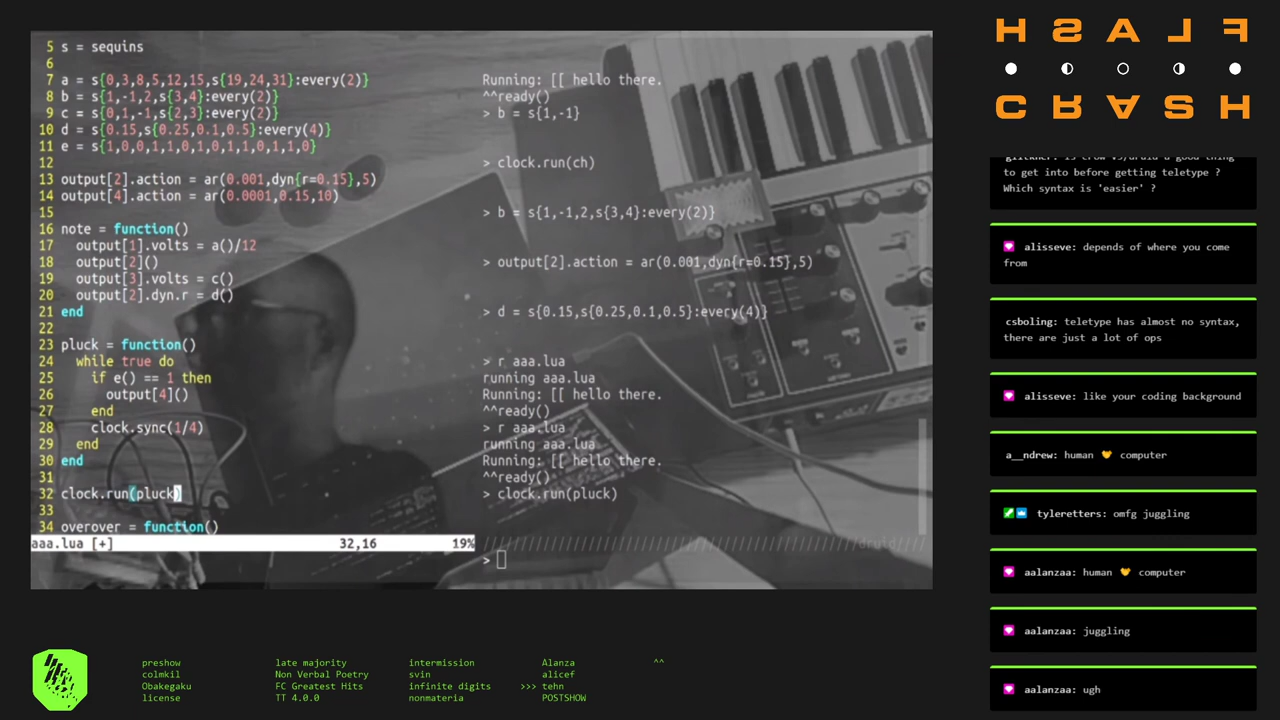 5 s = sequins
6
7 a = s{0,3,8,5,12,15,s{19,24,31}:every(2)}
8 b = s{1,-1,2,s{3,4}:every(2)}
9 c = s{0,1,-1,s{2,3}:every(2)}
10 d = s{0.15,s{0.25,0.1,0.5}:every(4)}
11 e = s{1,0,0,1,1,0,1,0,1,1,0,1,1,0}
12
13 output[2].action = ar(0.001,dyn{r=0.15},5)
14 output[4].action = ar(0.0001,0.15,10)
15
16 note = function()
17 output[1].volts = a()/12
18 output[2]()
19 output[3].volts = c()
20 output[2].dyn.r = d()
21 end
22
23 pluck = function()
24 while true do
25 if e() == 1 then
26 output[4]()
27 end
28 clock.sync(1/4)
29 end
30 end
31
32 clock.run(pluck)
33
34 overover = function()
aaa.lua [+] 32,16 19%
Running: [[ hello there.
^^ready()
> b = s{1,-1}
> clock.run(ch)
> b = s{1,-1,2,s{3,4}:every(2)}
> output[2].action = ar(0.001,dyn{r=0.15},5)
> d = s{0.15,s{0.25,0.1,0.5}:every(4)}
> r aaa.lua
running aaa.lua
Running: [[ hello there.
^^ready()
> r aaa.lua
running aaa.lua
Running: [[ hello there.
^^ready()
> clock.run(pluck)
////////////////////////////////////////////////////druid////
>
FLASH
CRASH
to get into before getting teletype ?
Which syntax is 'easier' ?
alisseve: depends of where you come
from
csboling: teletype has almost no syntax,
there are just a lot of ops
alisseve: like your coding background
a__ndrew: human 💛 computer
tyleretters: omfg juggling
aalanzaa: human 💛 computer
aalanzaa: juggling
aalanzaa: ugh
preshow
colmkil
Obakegaku
license
late majority
Non Verbal Poetry
FC Greatest Hits
TT 4.0.0
intermission
svin
infinite digits
nonmateria
Alanza
alicef
>>> tehn
POSTSHOW
^^